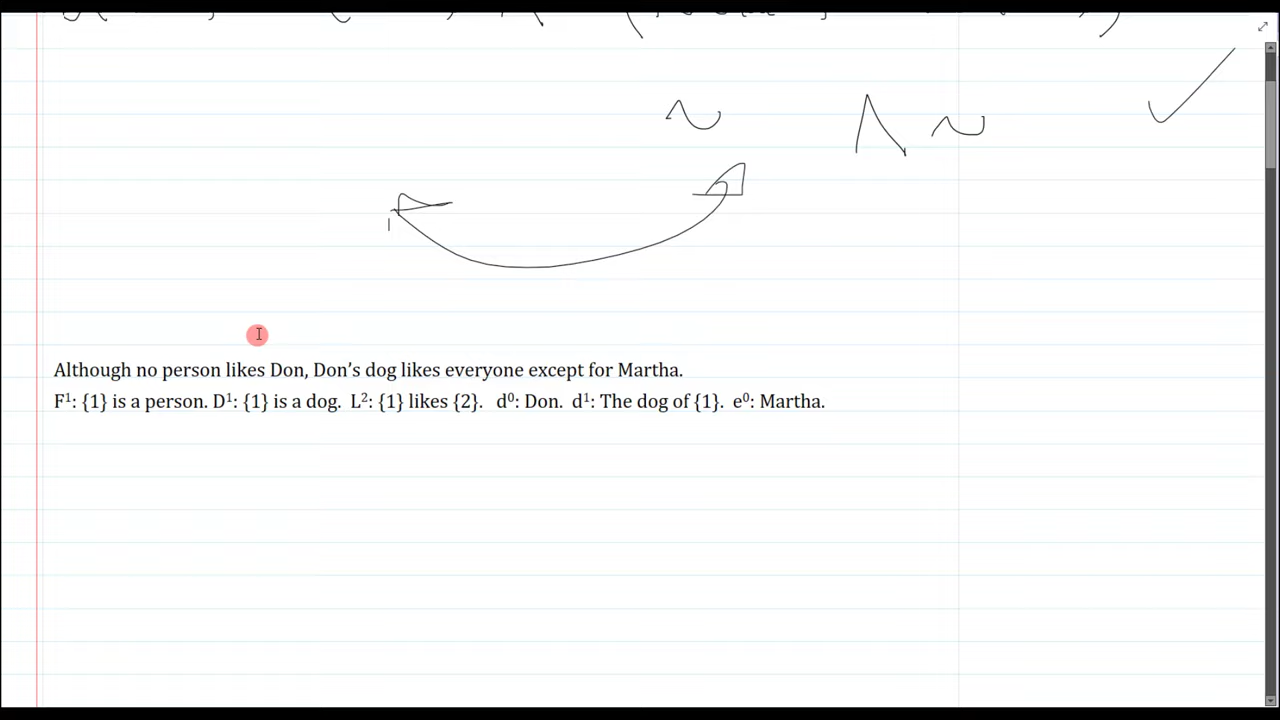 Although no person likes Don, Don’s dog likes everyone except for Martha.
F¹: {1} is a person. D¹: {1} is a dog. L²: {1} likes {2}. d⁰: Don. d¹: The dog of {1}. e⁰: Martha.